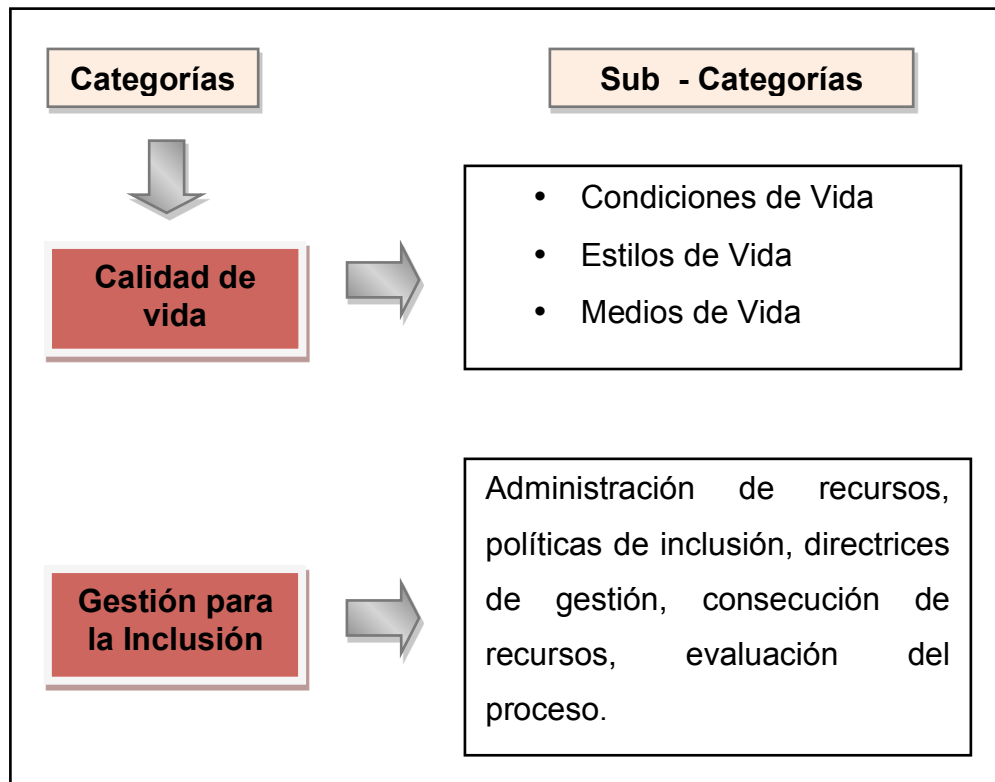 Categorías
Sub - Categorías
Calidad de
vida
• Condiciones de Vida
• Estilos de Vida
• Medios de Vida
Gestión para
la Inclusión
Administración de recursos,
políticas de inclusión, directrices
de gestión, consecución de
recursos, evaluación del
proceso.